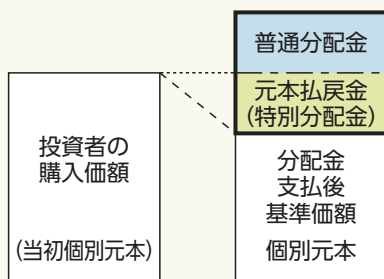 普通分配金
元本払戻金
(特別分配金)
投資者の
購入価額
(当初個別元本)
分配金
支払後
基準価額
個別元本